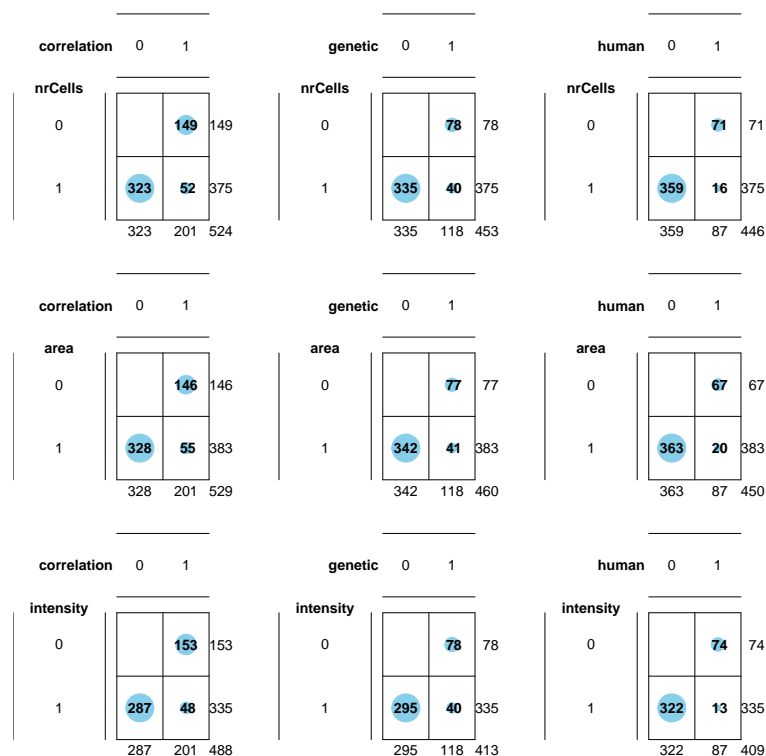 correlation 0 1 genetic 0 1 human 0 1
nrCells nrCells nrCells
0 149 149 0 78 78 0 71 71
1 323 52 375 1 335 40 375 1 359 16 375
323 201 524 335 118 453 359 87 446
correlation 0 1 genetic 0 1 human 0 1
area area area
0 146 146 0 77 77 0 67 67
1 328 55 383 1 342 41 383 1 363 20 383
328 201 529 342 118 460 363 87 450
correlation 0 1 genetic 0 1 human 0 1
intensity intensity intensity
0 153 153 0 78 78 0 74 74
1 287 48 335 1 295 40 335 1 322 13 335
287 201 488 295 118 413 322 87 409